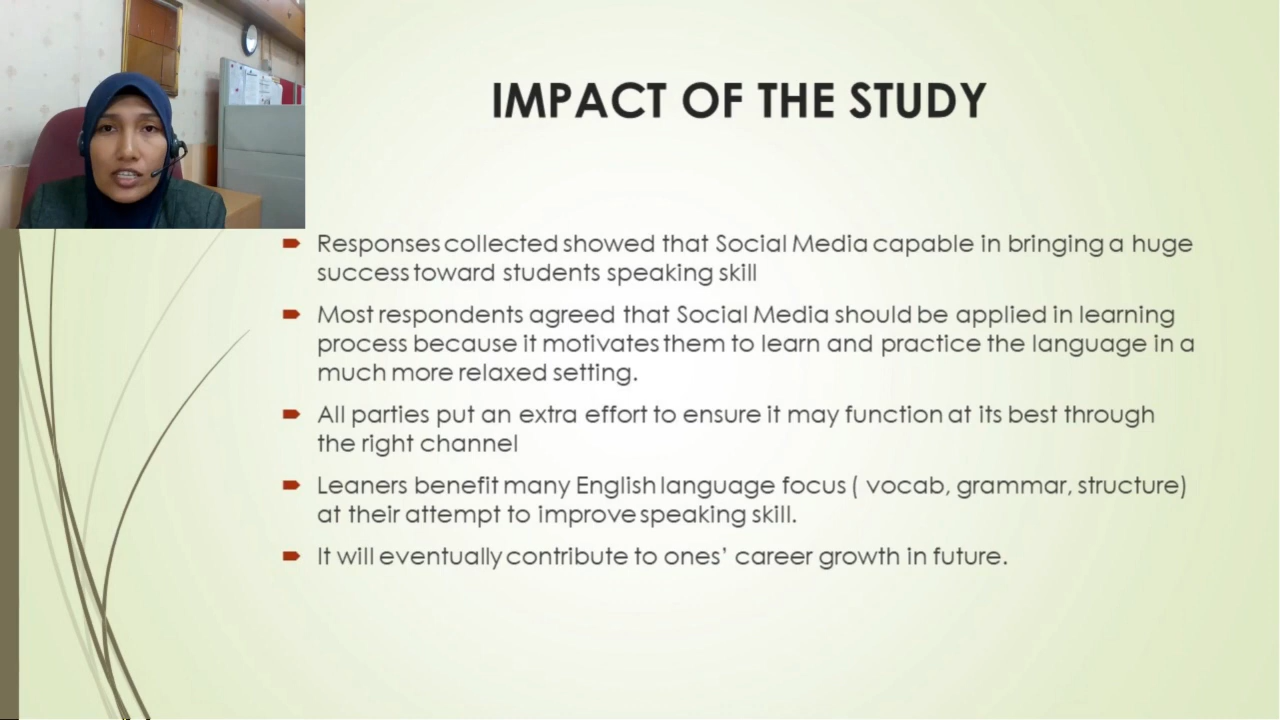 IMPACT OF THE STUDY
Responses collected showed that Social Media capable in bringing a huge
success toward students speaking skill
Most respondents agreed that Social Media should be applied in learning
process because it motivates them to learn and practice the language in a
much more relaxed setting.
All parties put an extra effort to ensure it may function at its best through
the right channel
Leaners benefit many English language focus ( vocab, grammar, structure)
at their attempt to improve speaking skill.
It will eventually contribute to ones’ career growth in future.